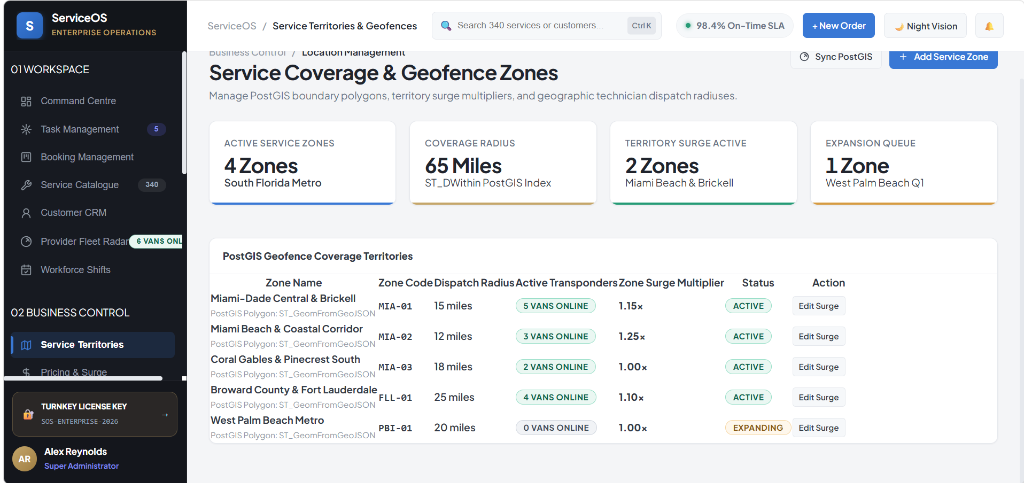 S
ServiceOS
ENTERPRISE OPERATIONS
01 WORKSPACE
Command Centre
Task Management 5
Booking Management
Service Catalogue 340
Customer CRM
Provider Fleet Radar 6 VANS ONL
Workforce Shifts
02 BUSINESS CONTROL
Service Territories
Pricing & Surge
TURNKEY LICENSE KEY
SOS ENTERPRISE 2026 →
AR
Alex Reynolds
Super Administrator
ServiceOS / Service Territories & Geofences
Search 340 services or customers... Ctrl K
98.4% On-Time SLA
+ New Order
Night Vision
Business Control / Location Management
Service Coverage & Geofence Zones
Manage PostGIS boundary polygons, territory surge multipliers, and geographic technician dispatch radiuses.
Sync PostGIS
+ Add Service Zone
ACTIVE SERVICE ZONES
4 Zones
South Florida Metro
COVERAGE RADIUS
65 Miles
ST_DWithin PostGIS Index
TERRITORY SURGE ACTIVE
2 Zones
Miami Beach & Brickell
EXPANSION QUEUE
1 Zone
West Palm Beach Q1
PostGIS Geofence Coverage Territories
Zone Name Zone Code Dispatch Radius Active Transponders Zone Surge Multiplier Status Action
Miami-Dade Central & Brickell
PostGIS Polygon: ST_GeomFromGeoJSON
MIA-01 15 miles 5 VANS ONLINE 1.15x ACTIVE Edit Surge
Miami Beach & Coastal Corridor
PostGIS Polygon: ST_GeomFromGeoJSON
MIA-02 12 miles 3 VANS ONLINE 1.25x ACTIVE Edit Surge
Coral Gables & Pinecrest South
PostGIS Polygon: ST_GeomFromGeoJSON
MIA-03 18 miles 2 VANS ONLINE 1.00x ACTIVE Edit Surge
Broward County & Fort Lauderdale
PostGIS Polygon: ST_GeomFromGeoJSON
FLL-01 25 miles 4 VANS ONLINE 1.10x ACTIVE Edit Surge
West Palm Beach Metro
PostGIS Polygon: ST_GeomFromGeoJSON
PBI-01 20 miles 0 VANS ONLINE 1.00x EXPANDING Edit Surge